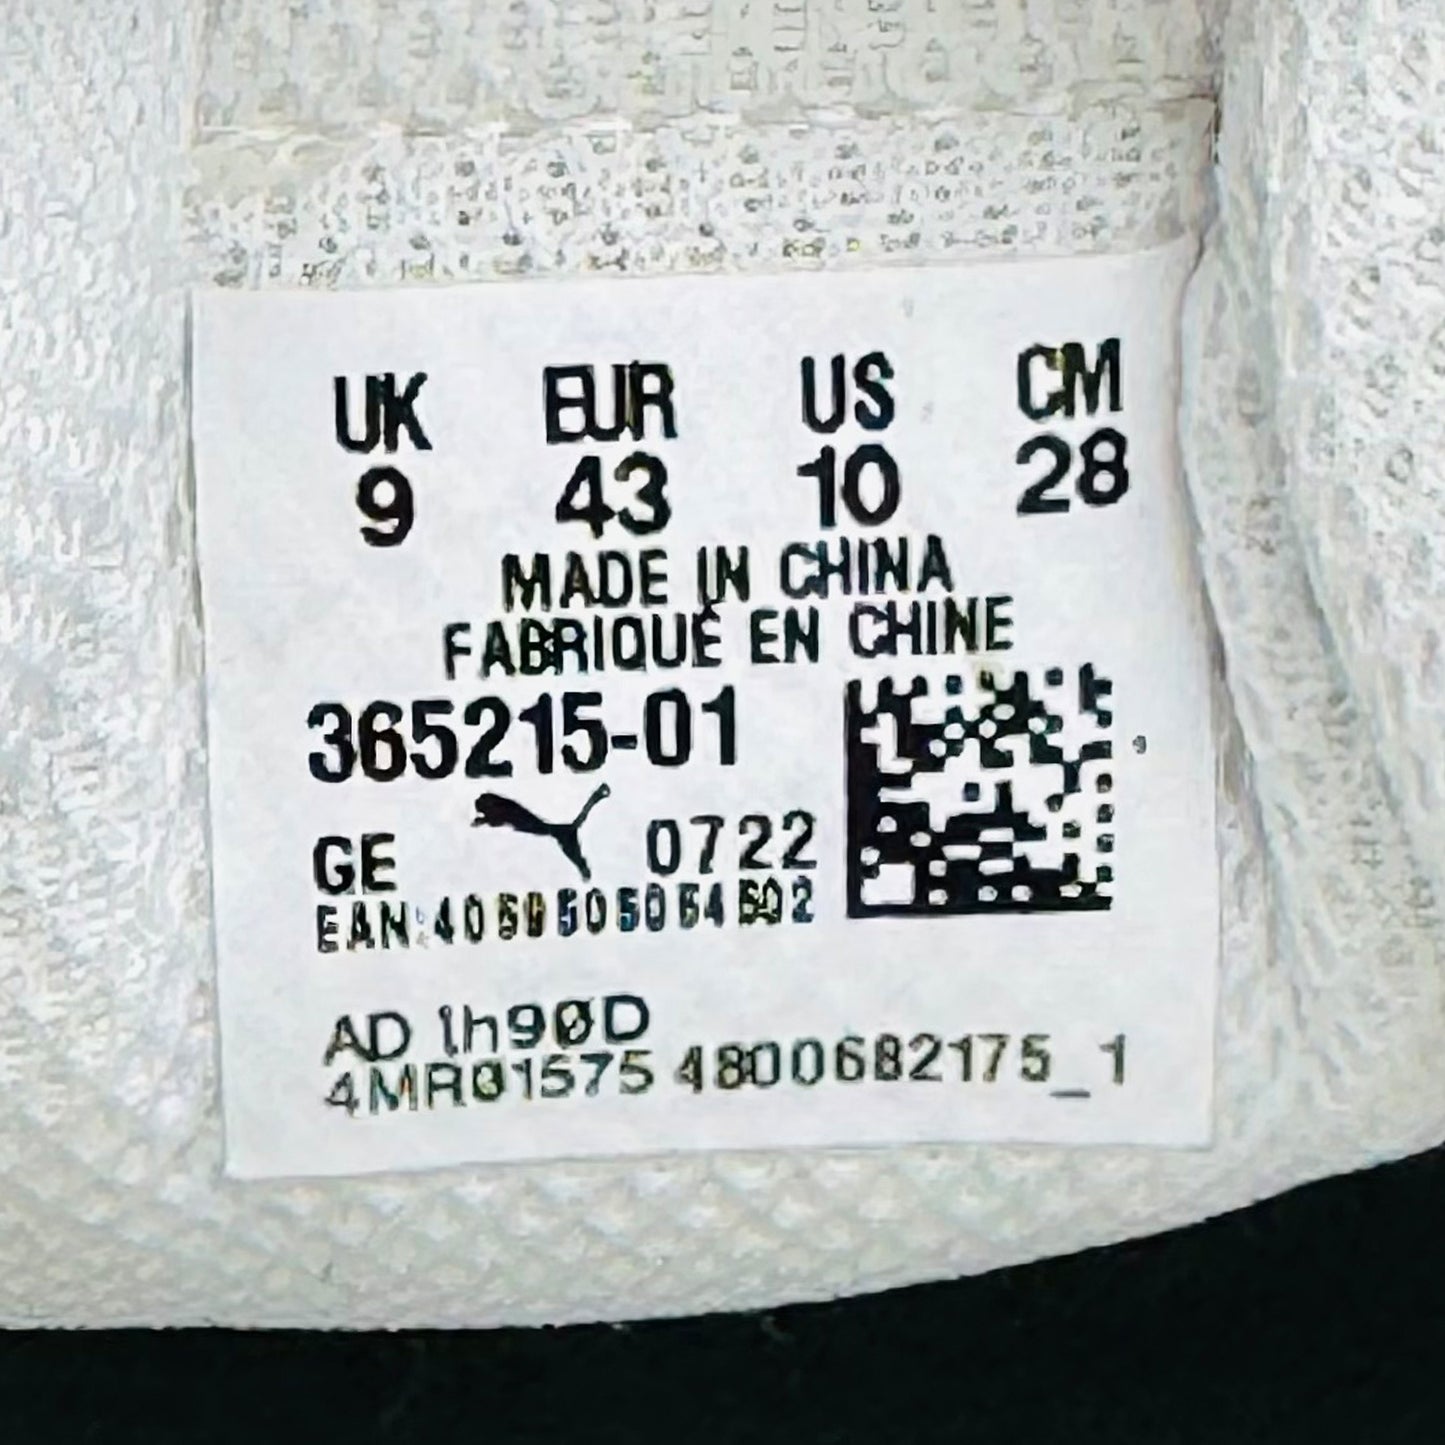 UK EUR US CM
9 43 10 28
MADE IN CHINA
FABRIQUÉ EN CHINE
365215-01
GE 0722
EAN:
AD 1h90D
4MR01575 4800682175_1